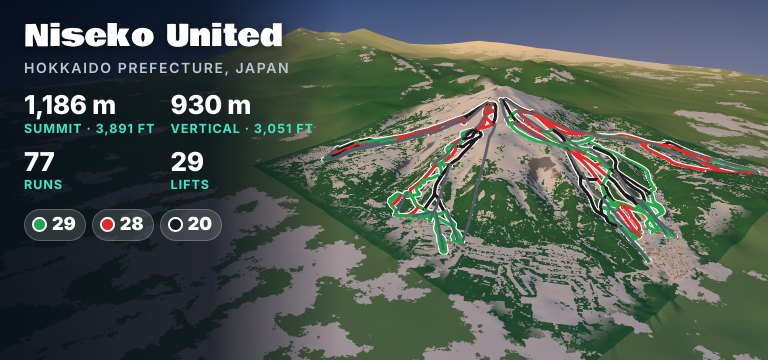 Niseko United
HOKKAIDO PREFECTURE, JAPAN
1,186 m 930 m
SUMMIT · 3,891 FT VERTICAL · 3,051 FT
77 29
RUNS LIFTS
29 28 20